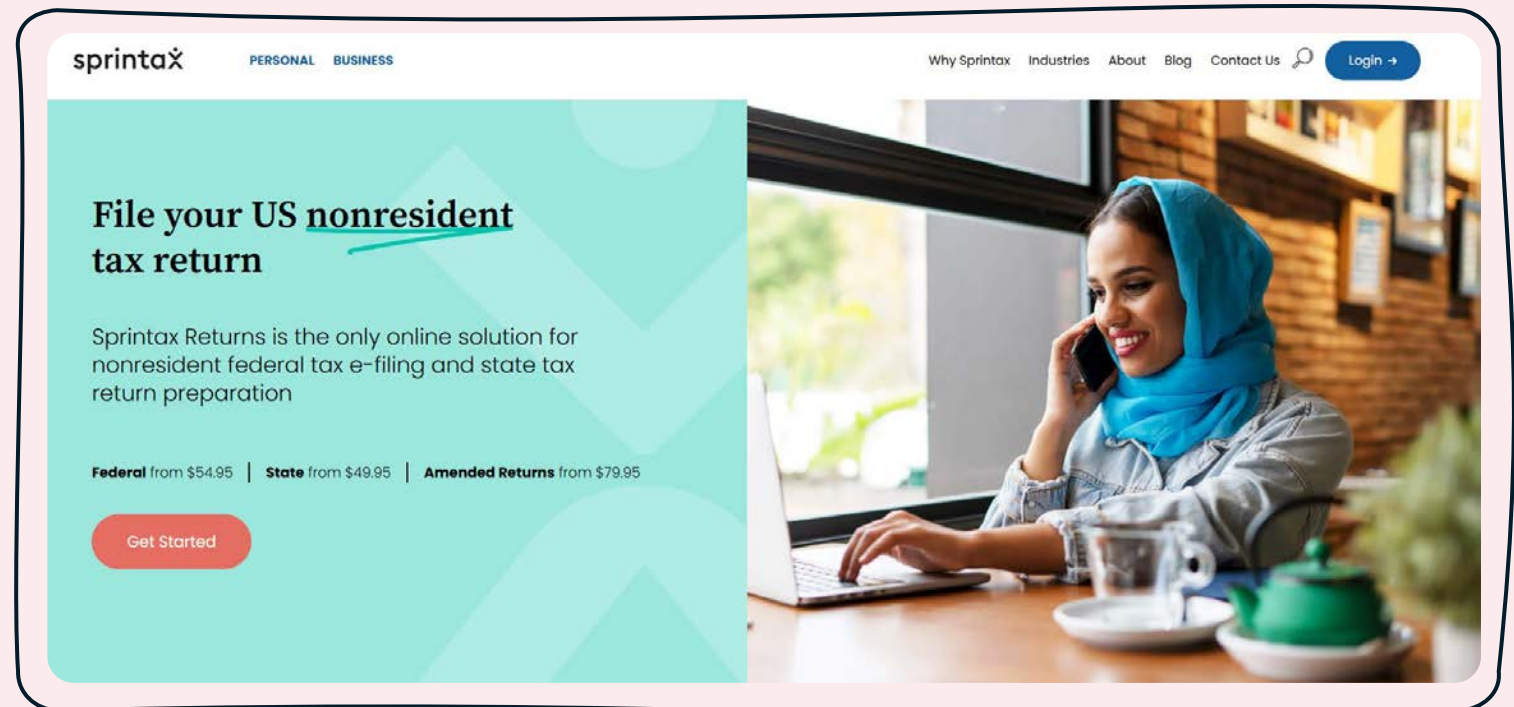 sprintax
PERSONAL BUSINESS
Why Sprintax Industries About Blog Contact Us Login →
File your US nonresident
tax return
Sprintax Returns is the only online solution for
nonresident federal tax e-filing and state tax
return preparation
Federal from $54.95 | State from $49.95 | Amended Returns from $79.95
Get Started